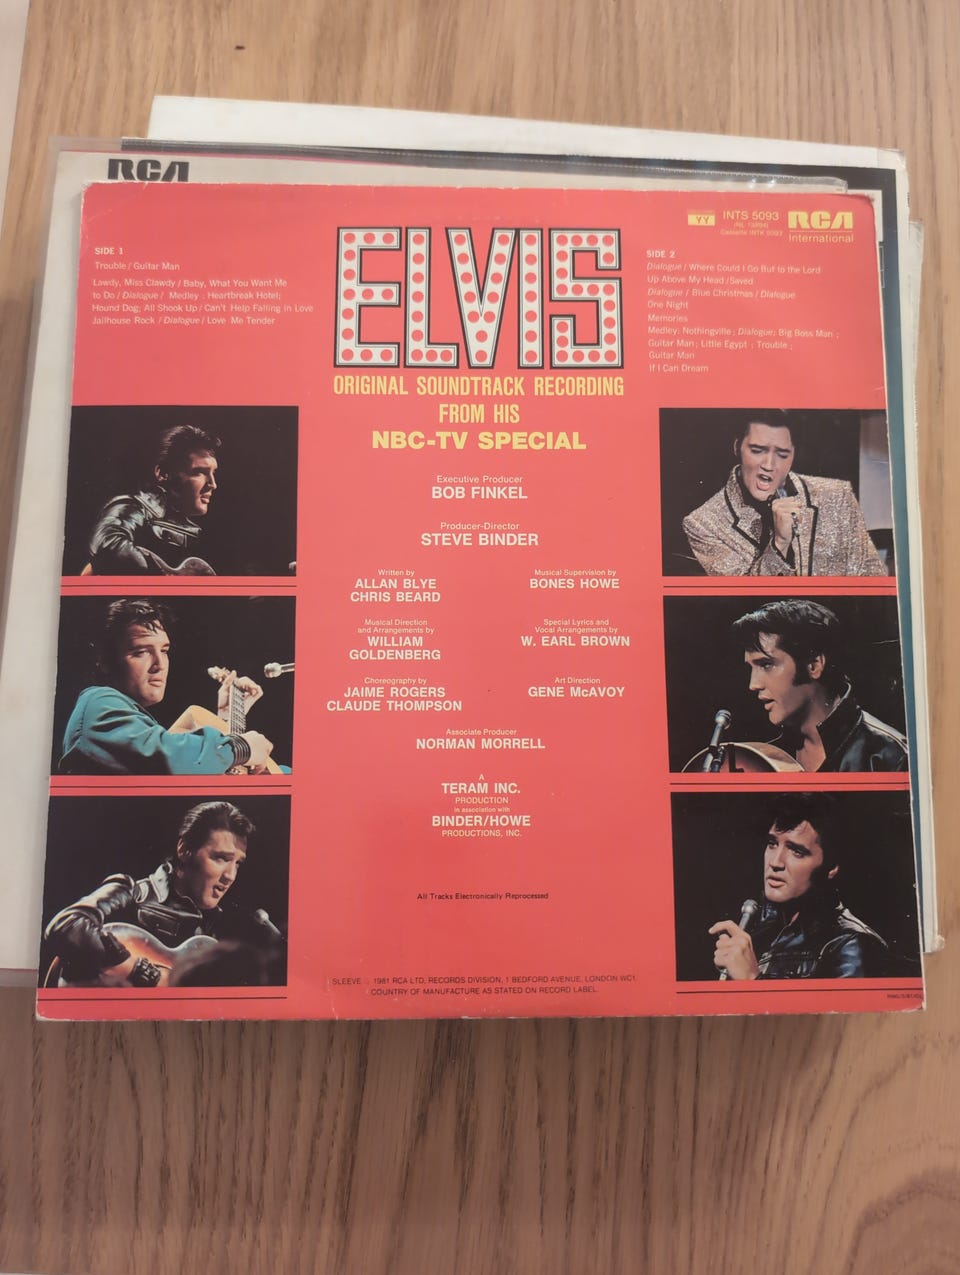 RCA
YY
INTS 5093
Cassette INTK 5093
RCA
International
ELVIS
ORIGINAL SOUNDTRACK RECORDING
FROM HIS
NBC-TV SPECIAL
SIDE 1
Trouble / Guitar Man
Lawdy, Miss Clawdy / Baby, What You Want Me
to Do / Dialogue / Medley : Heartbreak Hotel;
Hound Dog; All Shook Up / Can't Help Falling in Love
Jailhouse Rock / Dialogue / Love Me Tender
SIDE 2
Dialogue / Where Could I Go But to the Lord
Up Above My Head / Saved
Dialogue / Blue Christmas / Dialogue
One Night
Memories
Medley: Nothingville ; Dialogue; Big Boss Man ;
Guitar Man ; Little Egypt ; Trouble ;
Guitar Man
If I Can Dream
Executive Producer
BOB FINKEL
Producer-Director
STEVE BINDER
Written by
ALLAN BLYE
CHRIS BEARD
Musical Supervision by
BONES HOWE
Musical Direction
and Arrangements by
WILLIAM
GOLDENBERG
Special Lyrics and
Vocal Arrangements by
W. EARL BROWN
Choreography by
JAIME ROGERS
CLAUDE THOMPSON
Art Direction
GENE McAVOY
Associate Producer
NORMAN MORRELL
A
TERAM INC.
PRODUCTION
in association with
BINDER/HOWE
PRODUCTIONS, INC.
All Tracks Electronically Reprocessed
SLEEVE 1981 RCA LTD, RECORDS DIVISION, 1 BEDFORD AVENUE, LONDON WC1
COUNTRY OF MANUFACTURE AS STATED ON RECORD LABEL.